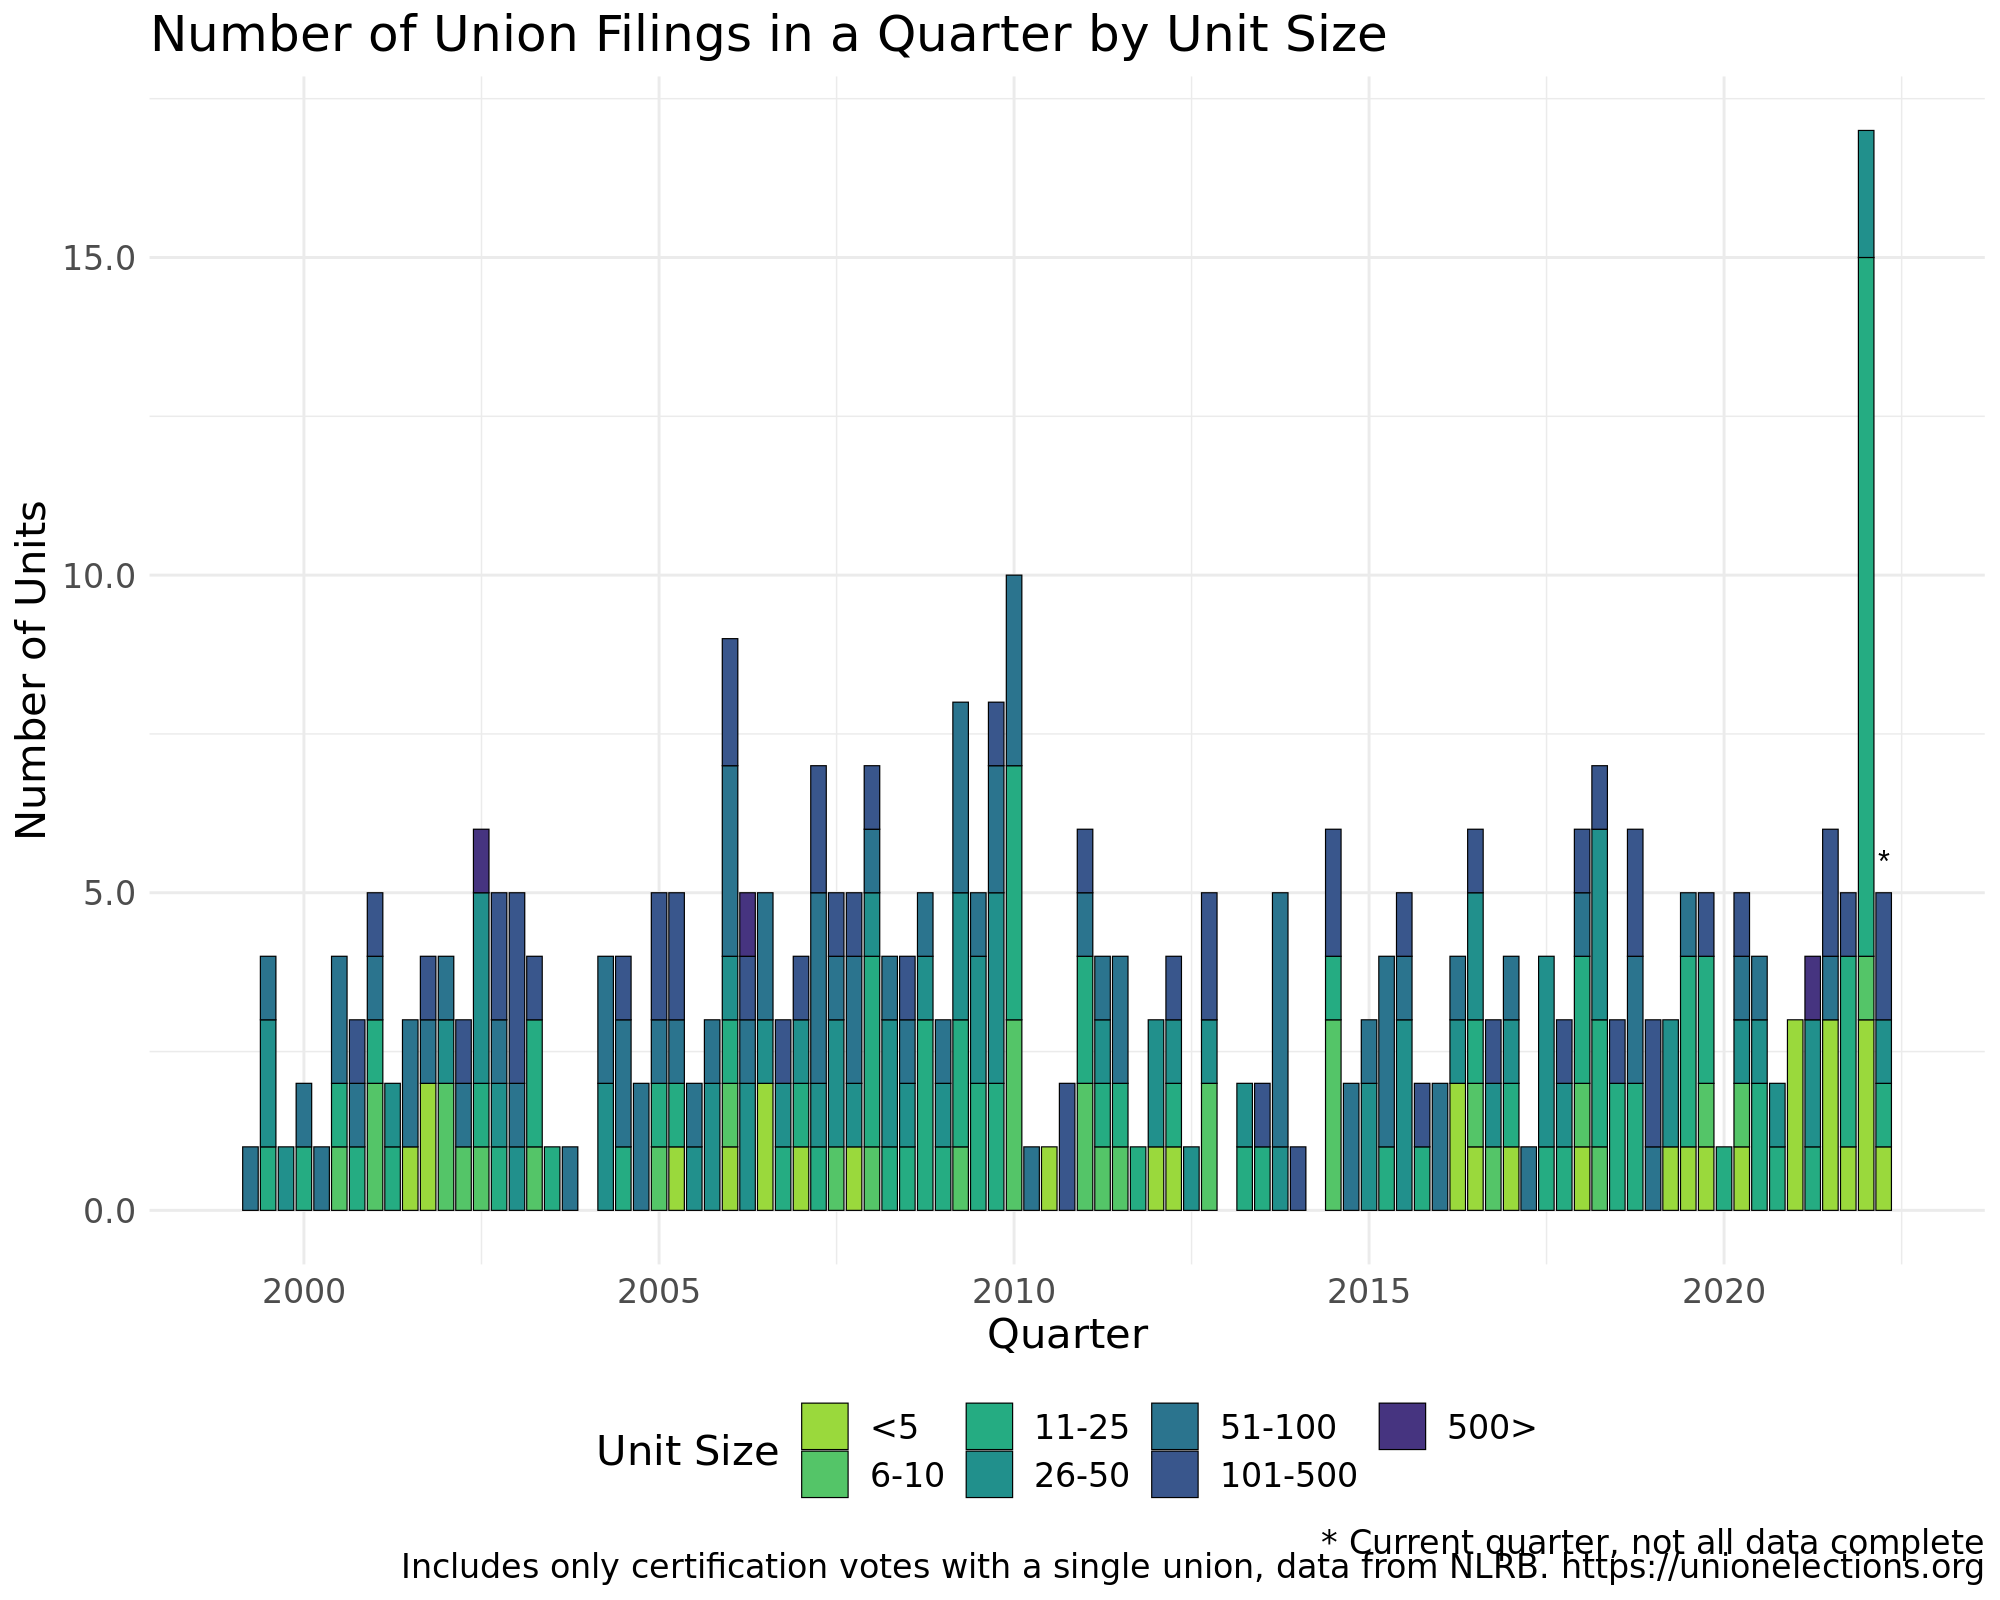 Number of Union Filings in a Quarter by Unit Size
Number of Units
15.0
10.0
5.0
0.0
*
2000 2005 2010 2015 2020
Quarter
Unit Size
<5 11-25 51-100 500>
6-10 26-50 101-500
* Current quarter, not all data complete
Includes only certification votes with a single union, data from NLRB. https://unionelections.org